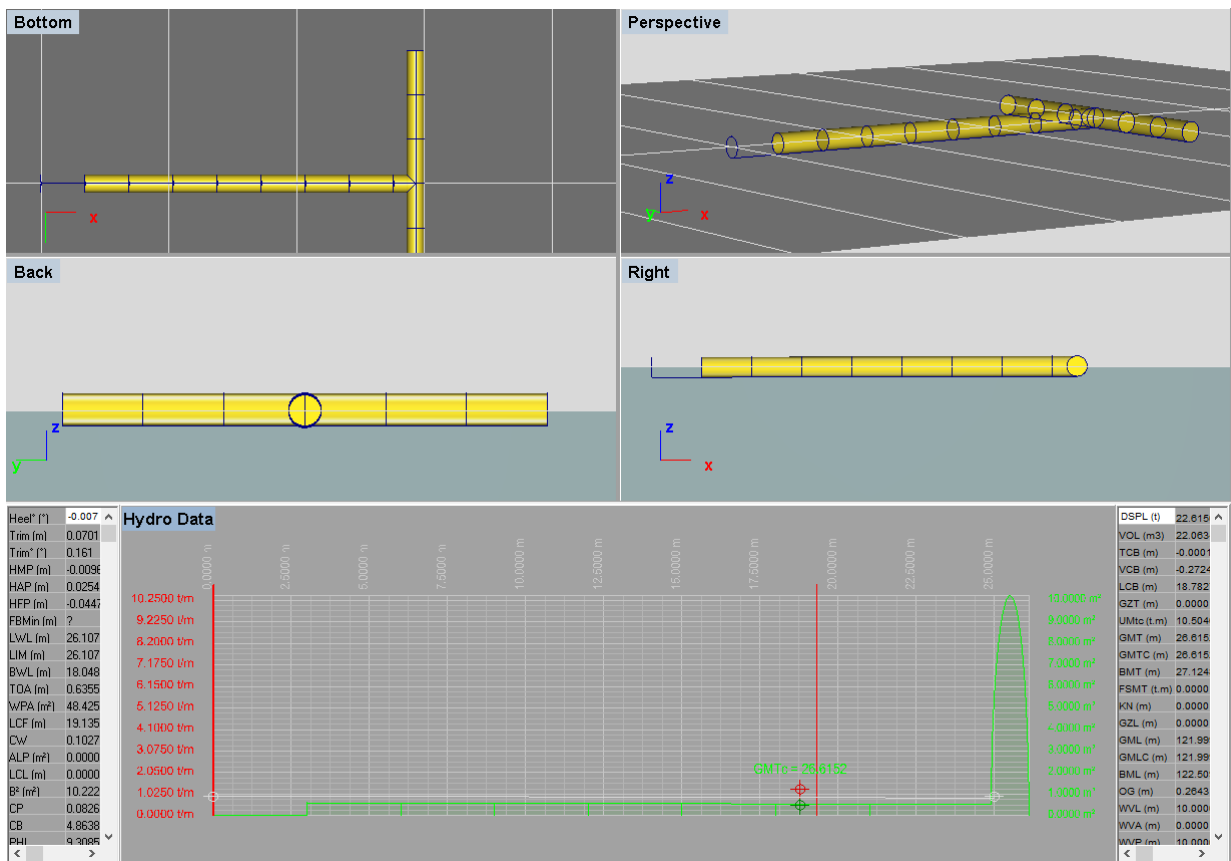 Bottom
Perspective
x
z
y
x
Back
Right
z
y
z
x
Heel° (°) -0.007
Trim (m) 0.0701
Trim° (°) 0.161
HMP (m) -0.0096
HAP (m) 0.0254
HFP (m) -0.0447
FBMin (m) ?
LWL (m) 26.107
LIM (m) 26.107
BWL (m) 18.048
TOA (m) 0.6355
WPA (m²) 48.425
LCF (m) 19.135
CW 0.1027
ALP (m²) 0.0000
LCL (m) 0.0000
B² (m²) 10.222
CP 0.0826
CB 4.8638
PHI 9.3085
Hydro Data
0.0000 m
2.5000 m
5.0000 m
7.5000 m
10.0000 m
12.5000 m
15.0000 m
17.5000 m
20.0000 m
22.5000 m
25.0000 m
10.2500 t/m
9.2250 t/m
8.2000 t/m
7.1750 t/m
6.1500 t/m
5.1250 t/m
4.1000 t/m
3.0750 t/m
2.0500 t/m
1.0250 t/m
0.0000 t/m
GMTc = 26.6152
10.0000 m²
9.0000 m²
8.0000 m²
7.0000 m²
6.0000 m²
5.0000 m²
4.0000 m²
3.0000 m²
2.0000 m²
1.0000 m²
0.0000 m²
DSPL (t) 22.615
VOL (m3) 22.063
TCB (m) -0.0001
VCB (m) -0.2724
LCB (m) 18.782
GZT (m) 0.0000
UMtc (t.m) 10.504
GMT (m) 26.615
GMTC (m) 26.615
BMT (m) 27.124
FSMT (t.m) 0.0000
KN (m) 0.0000
GZL (m) 0.0000
GML (m) 121.99
GMLC (m) 121.99
BML (m) 122.50
OG (m) 0.2643
WVL (m) 10.000
WVA (m) 0.0000
WVP (m) 10.000